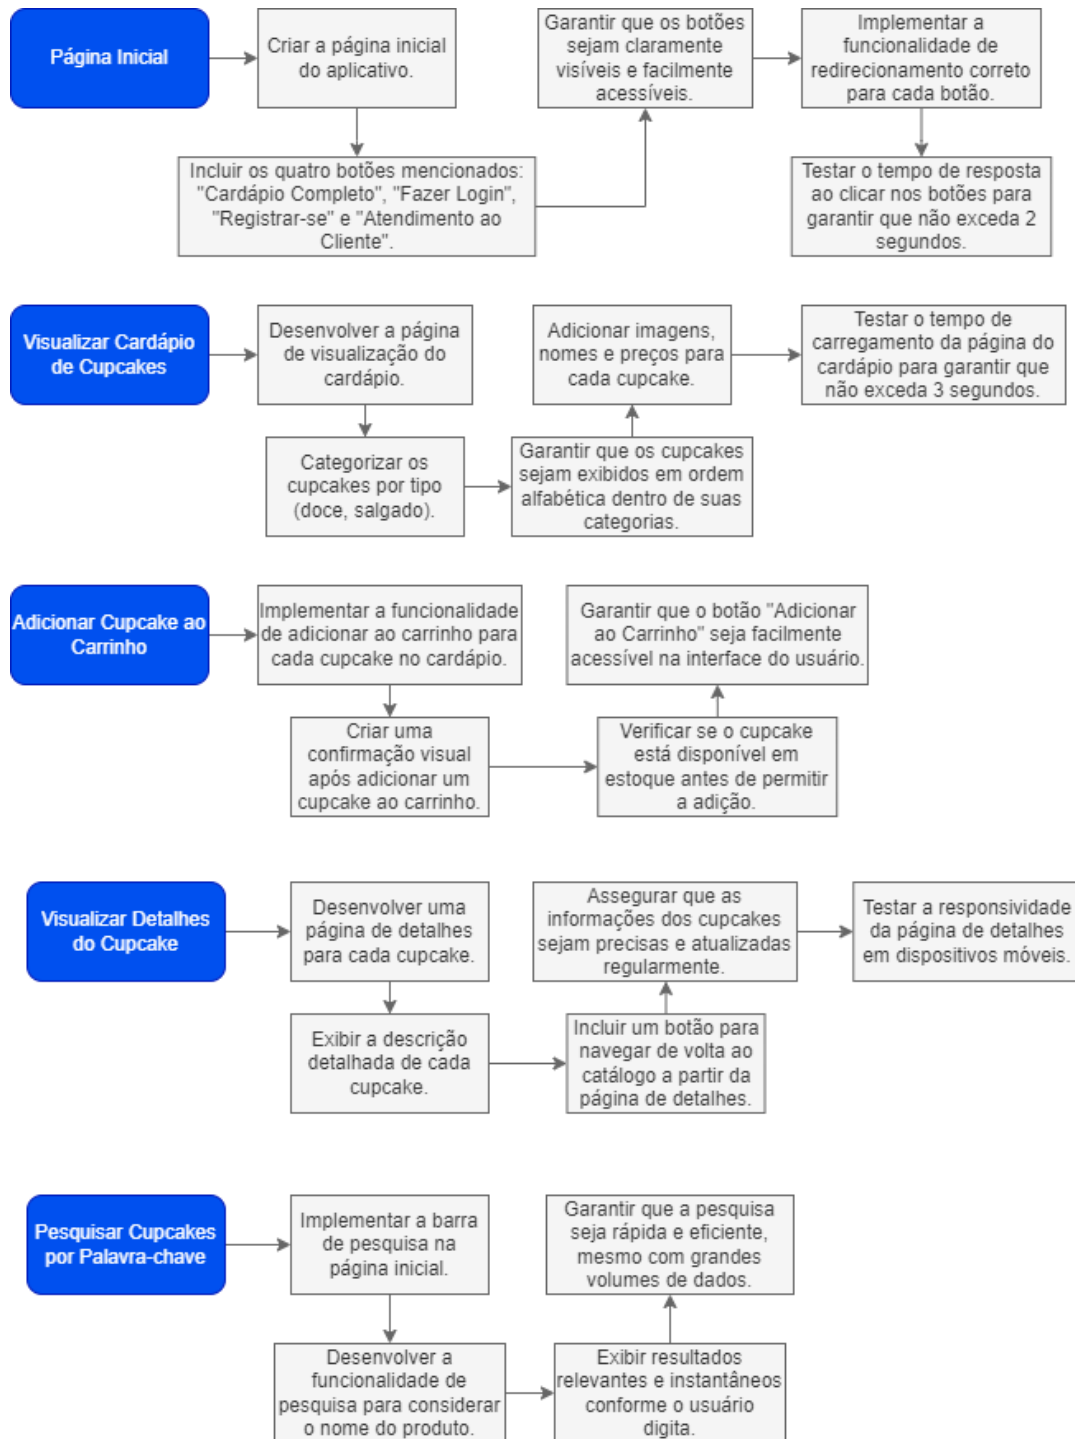 Página Inicial
Criar a página inicial
do aplicativo.
Incluir os quatro botões mencionados:
"Cardápio Completo", "Fazer Login",
"Registrar-se" e "Atendimento ao
Cliente".
Garantir que os botões
sejam claramente
visíveis e facilmente
acessíveis.
Implementar a
funcionalidade de
redirecionamento correto
para cada botão.
Testar o tempo de resposta
ao clicar nos botões para
garantir que não exceda 2
segundos.
Visualizar Cardápio
de Cupcakes
Desenvolver a página
de visualização do
cardápio.
Categorizar os
cupcakes por tipo
(doce, salgado).
Garantir que os cupcakes
sejam exibidos em ordem
alfabética dentro de suas
categorias.
Adicionar imagens,
nomes e preços para
cada cupcake.
Testar o tempo de
carregamento da página do
cardápio para garantir que
não exceda 3 segundos.
Adicionar Cupcake ao
Carrinho
Implementar a funcionalidade
de adicionar ao carrinho para
cada cupcake no cardápio.
Criar uma
confirmação visual
após adicionar um
cupcake ao carrinho.
Verificar se o cupcake
está disponível em
estoque antes de permitir
a adição.
Garantir que o botão "Adicionar
ao Carrinho" seja facilmente
acessível na interface do usuário.
Visualizar Detalhes
do Cupcake
Desenvolver uma
página de detalhes
para cada cupcake.
Exibir a descrição
detalhada de cada
cupcake.
Incluir um botão para
navegar de volta ao
catálogo a partir da
página de detalhes.
Assegurar que as
informações dos cupcakes
sejam precisas e atualizadas
regularmente.
Testar a responsividade
da página de detalhes
em dispositivos móveis.
Pesquisar Cupcakes
por Palavra-chave
Implementar a barra
de pesquisa na
página inicial.
Desenvolver a
funcionalidade de
pesquisa para considerar
o nome do produto.
Exibir resultados
relevantes e instantâneos
conforme o usuário
digita.
Garantir que a pesquisa
seja rápida e eficiente,
mesmo com grandes
volumes de dados.